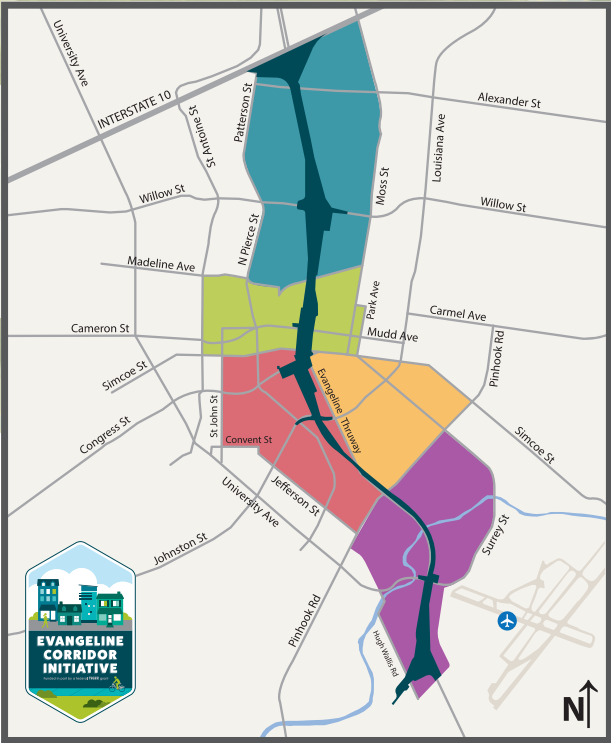 University Ave
INTERSTATE 10
Patterson St
Alexander St
St Antoine St
Louisiana Ave
Moss St
Willow St
Willow St
N Pierce St
Madeline Ave
Park Ave
Carmel Ave
Cameron St
Mudd Ave
Pinhook Rd
Simcoe St
Evangeline Thruway
St John St
Congress St
Convent St
Simcoe St
Jefferson St
University Ave
Surrey St
Johnston St
Pinhook Rd
Hugh Wallis Rd
EVANGELINE
CORRIDOR
INITIATIVE
N